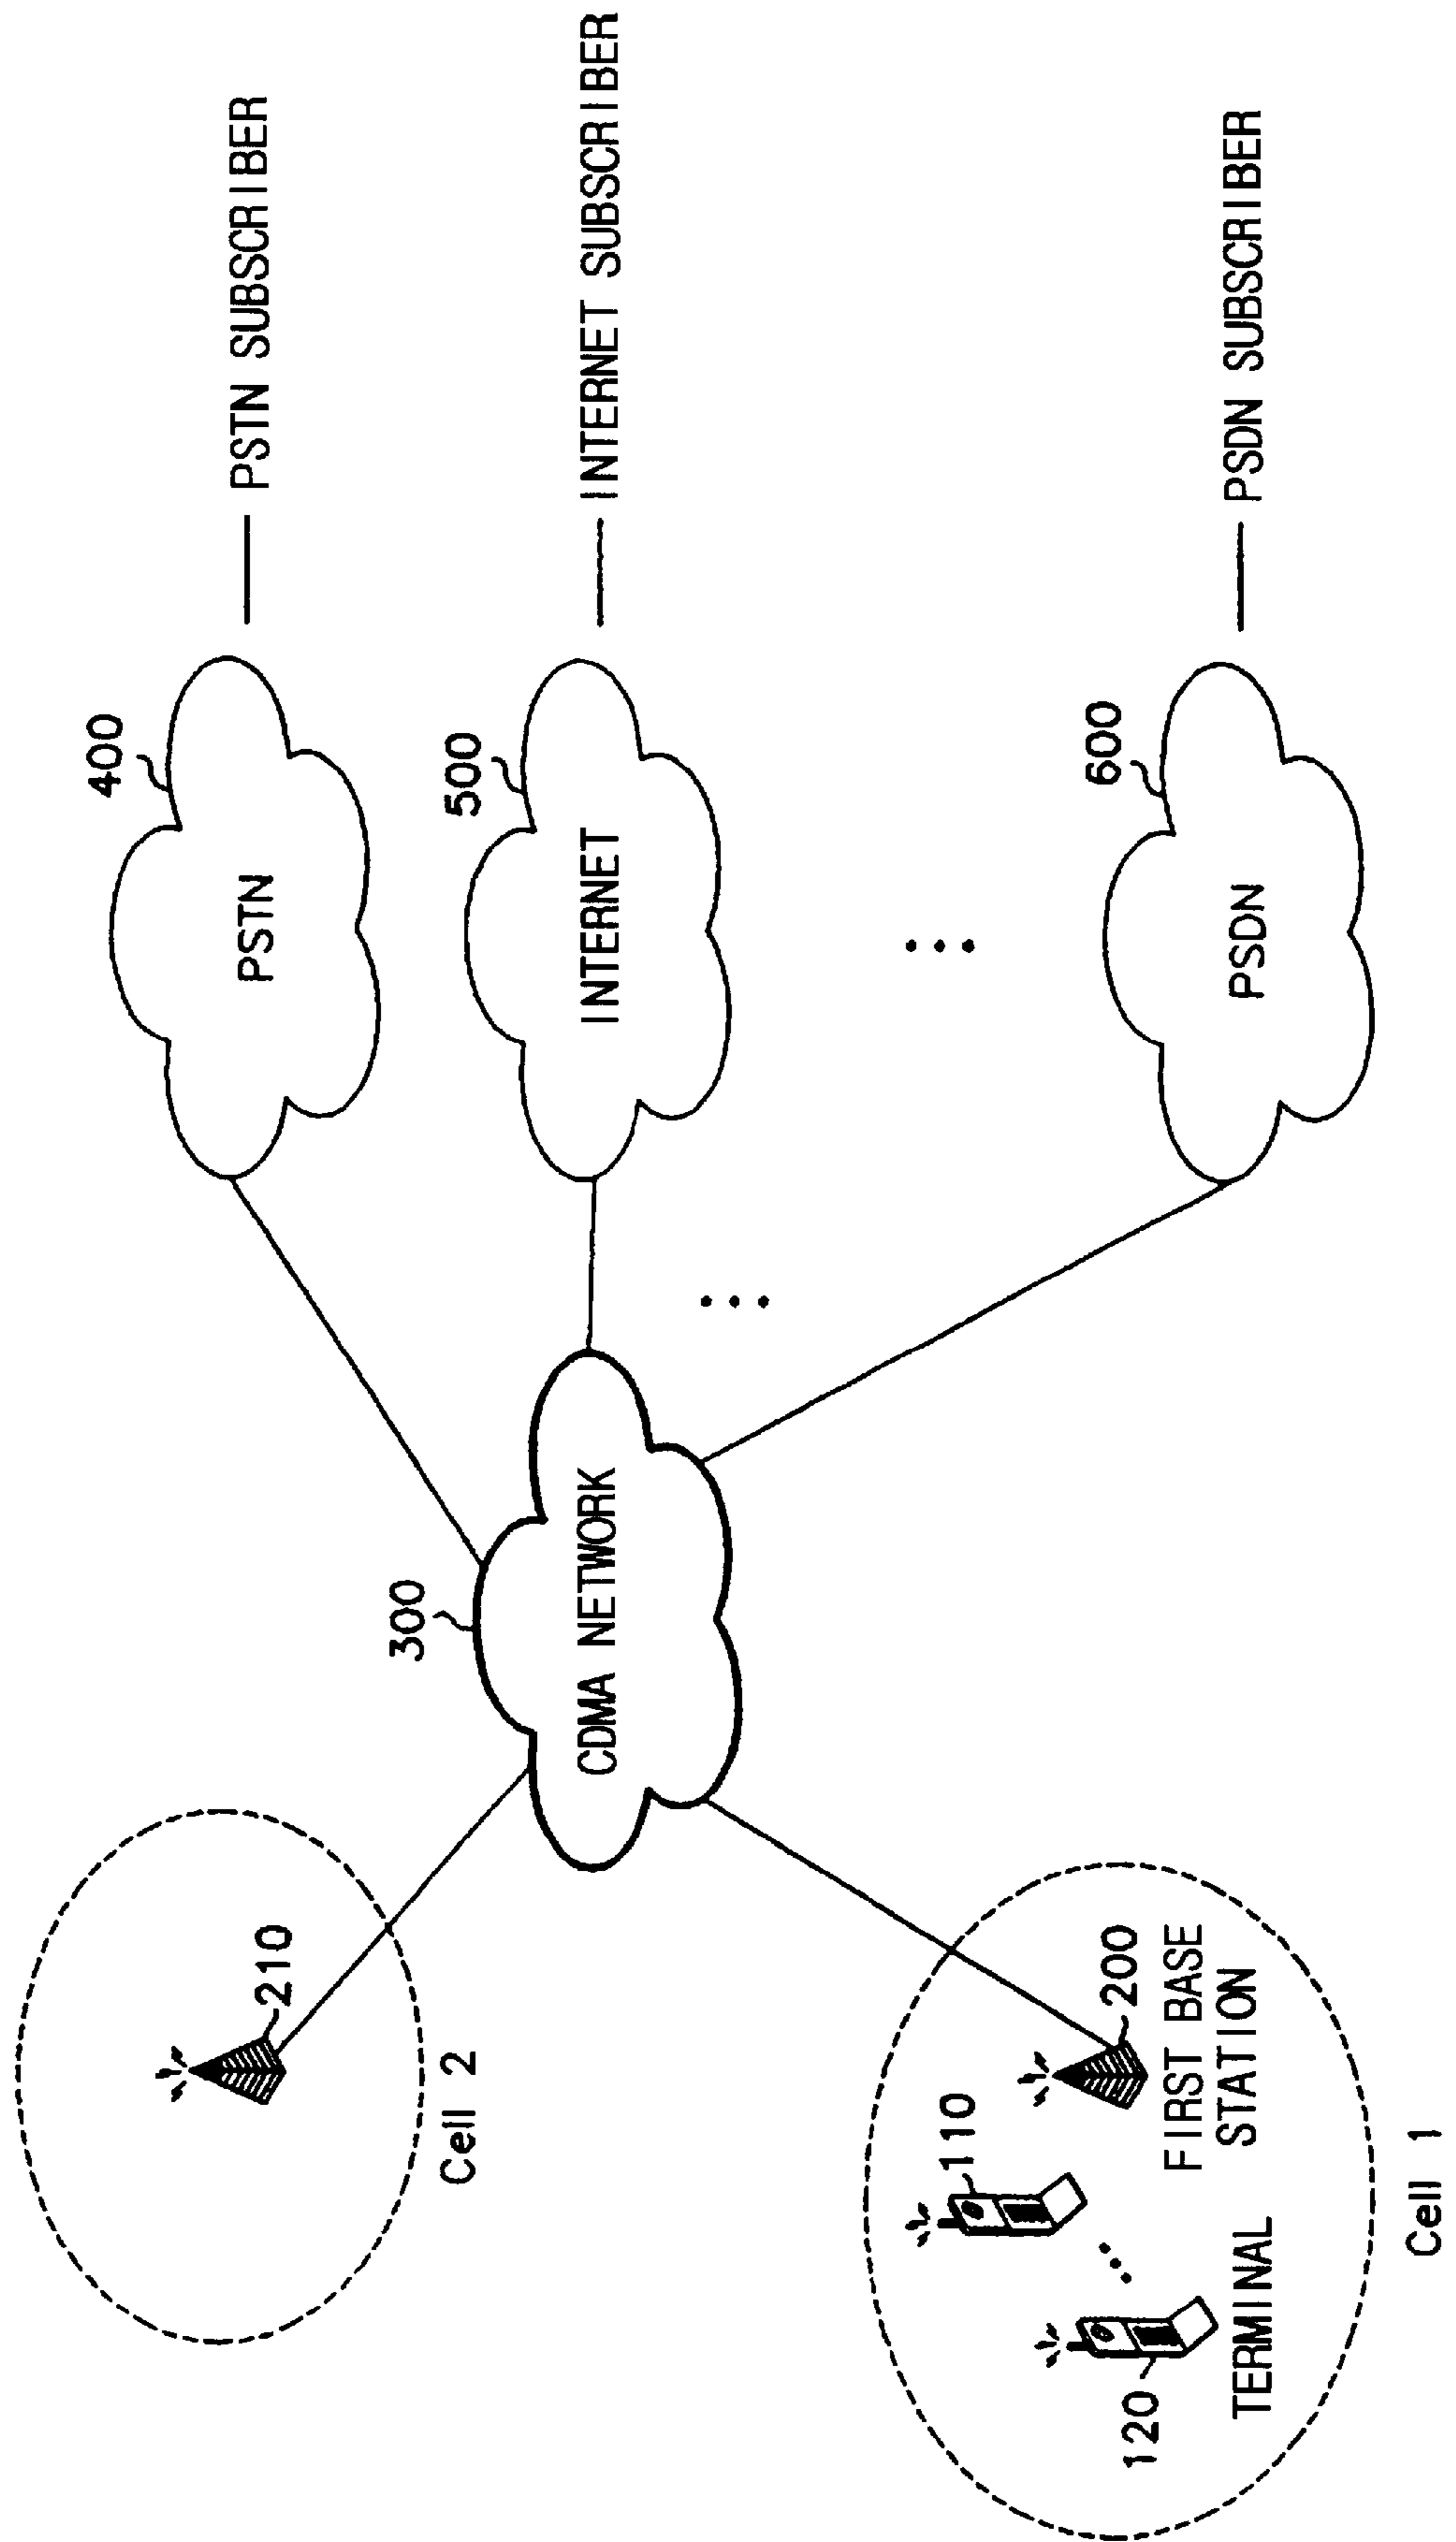 Cell 2
210
300
CDMA NETWORK
400
PSTN
PSTN SUBSCRIBER
500
INTERNET
INTERNET SUBSCRIBER
600
PSDN
PSDN SUBSCRIBER
110
120
TERMINAL
200
FIRST BASE
STATION
Cell 1